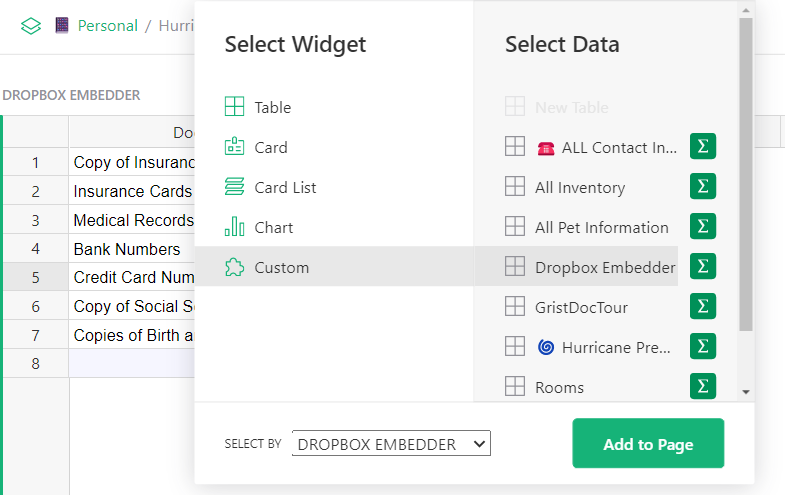 Personal / Hurri
Select Widget
Select Data
DROPBOX EMBEDDER
Table
New Table
Card
ALL Contact In...
Card List
All Inventory
Chart
All Pet Information
Custom
Dropbox Embedder
GristDocTour
Hurricane Pre...
Rooms
Doc
1 Copy of Insuranc
2 Insurance Cards
3 Medical Records
4 Bank Numbers
5 Credit Card Num
6 Copy of Social S
7 Copies of Birth a
8
SELECT BY DROPBOX EMBEDDER
Add to Page